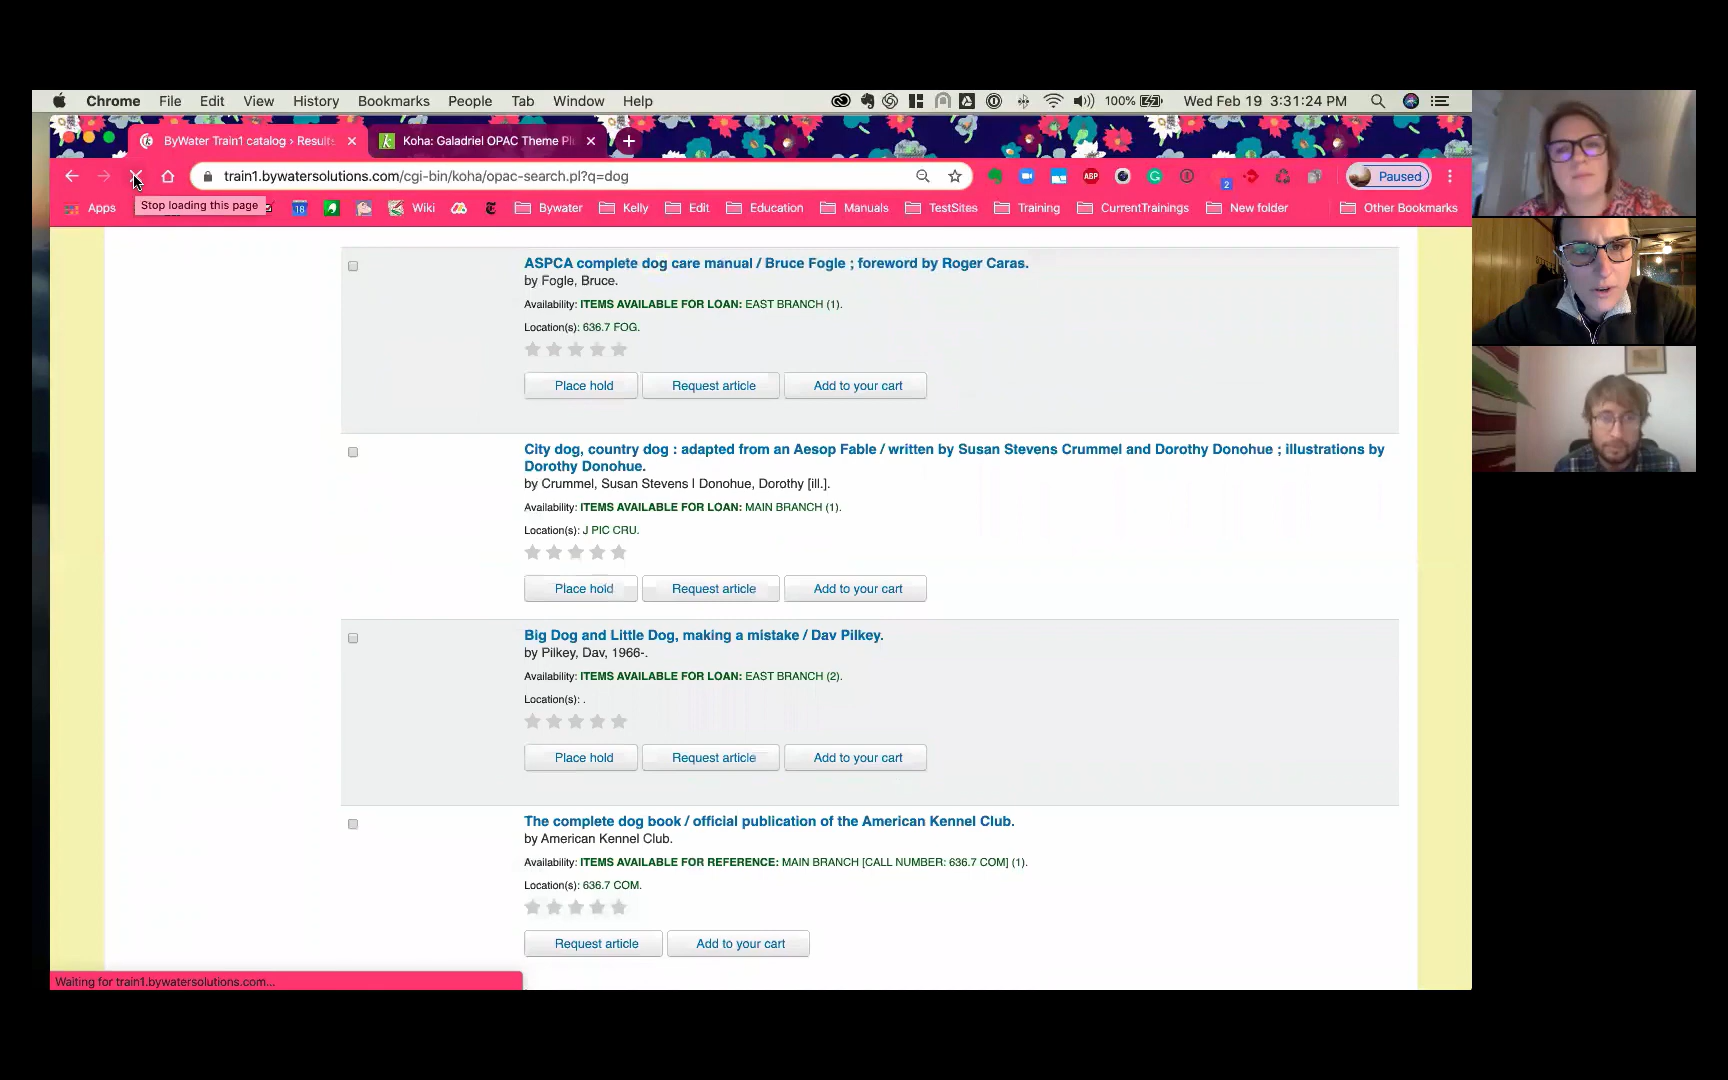 Chrome File Edit View History Bookmarks People Tab Window Help 100% Wed Feb 19 3:31:24 PM
ByWater Train1 catalog › Results
Koha: Galadriel OPAC Theme Pl
train1.bywatersolutions.com/cgi-bin/koha/opac-search.pl?q=dog
ABP
2
Paused
Apps
Stop loading this page
18
Wiki
Bywater
Kelly
Edit
Education
Manuals
TestSites
Training
CurrentTrainings
New folder
Other Bookmarks
ASPCA complete dog care manual / Bruce Fogle ; foreword by Roger Caras.
by Fogle, Bruce.
Availability: ITEMS AVAILABLE FOR LOAN: EAST BRANCH (1).
Location(s): 636.7 FOG.
Place hold Request article Add to your cart
City dog, country dog : adapted from an Aesop Fable / written by Susan Stevens Crummel and Dorothy Donohue ; illustrations by
Dorothy Donohue.
by Crummel, Susan Stevens | Donohue, Dorothy [ill.].
Availability: ITEMS AVAILABLE FOR LOAN: MAIN BRANCH (1).
Location(s): J PIC CRU.
Place hold Request article Add to your cart
Big Dog and Little Dog, making a mistake / Dav Pilkey.
by Pilkey, Dav, 1966-.
Availability: ITEMS AVAILABLE FOR LOAN: EAST BRANCH (2).
Location(s): .
Place hold Request article Add to your cart
The complete dog book / official publication of the American Kennel Club.
by American Kennel Club.
Availability: ITEMS AVAILABLE FOR REFERENCE: MAIN BRANCH [CALL NUMBER: 636.7 COM] (1).
Location(s): 636.7 COM.
Request article Add to your cart
Waiting for train1.bywatersolutions.com...